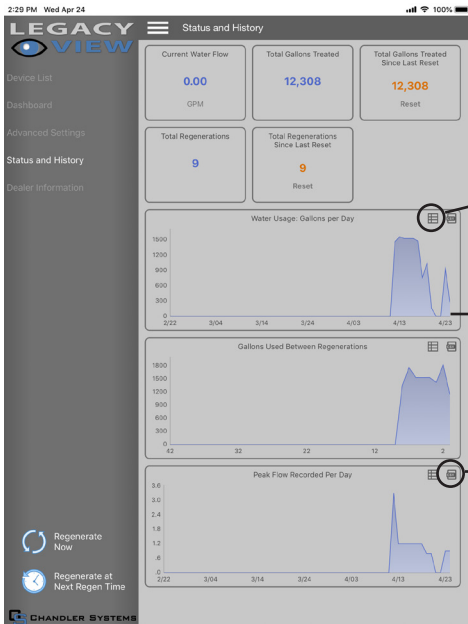 2:29 PM Wed Apr 24
100%
LEGACY
VIEW
Status and History
Device List
Dashboard
Advanced Settings
Status and History
Dealer Information
Current Water Flow
0.00
GPM
Total Gallons Treated
12,308
Total Gallons Treated
Since Last Reset
12,308
Reset
Total Regenerations
9
Total Regenerations
Since Last Reset
9
Reset
Water Usage: Gallons per Day
1500
1200
900
600
300
0
2/22 3/04 3/14 3/24 4/03 4/13 4/23
Gallons Used Between Regenerations
1800
1500
1200
900
600
300
0
42 32 22 12 2
Peak Flow Recorded Per Day
3.6
3.0
2.4
1.8
1.2
.6
.0
2/22 3/04 3/14 3/24 4/03 4/13 4/23
Regenerate
Now
Regenerate at
Next Regen Time
CHANDLER SYSTEMS